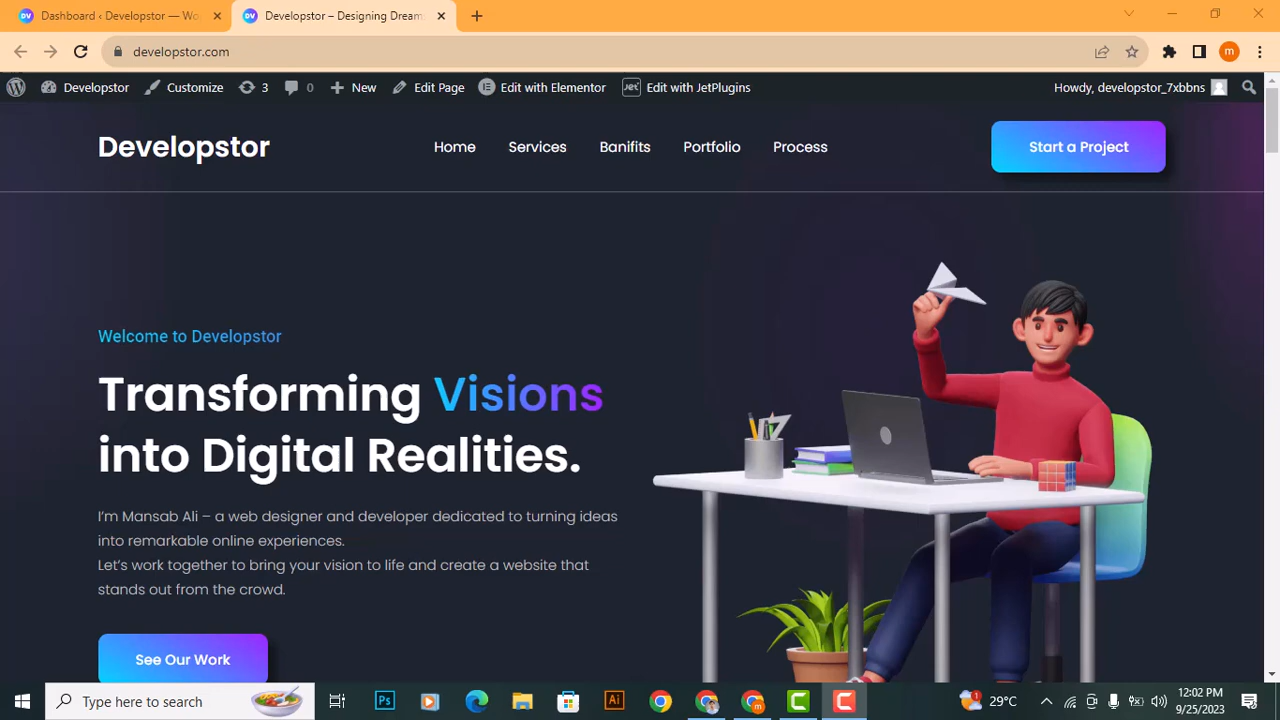 Dashboard ‹ Developstor — Wo
Developstor – Designing Dream
developstor.com
m
Developstor
Customize
3
0
New
Edit Page
Edit with Elementor
Jet
Edit with JetPlugins
Howdy, developstor_7xbbns
Developstor
Home
Services
Banifits
Portfolio
Process
Start a Project
Welcome to Developstor
Transforming Visions
into Digital Realities.
I'm Mansab Ali – a web designer and developer dedicated to turning ideas
into remarkable online experiences.
Let's work together to bring your vision to life and create a website that
stands out from the crowd.
See Our Work
Type here to search
Ps
Ai
1
29°C
12:02 PM
9/25/2023